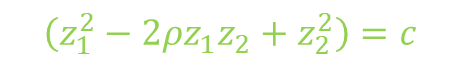 (z₁² − 2ρz₁z₂ + z₂²) = c